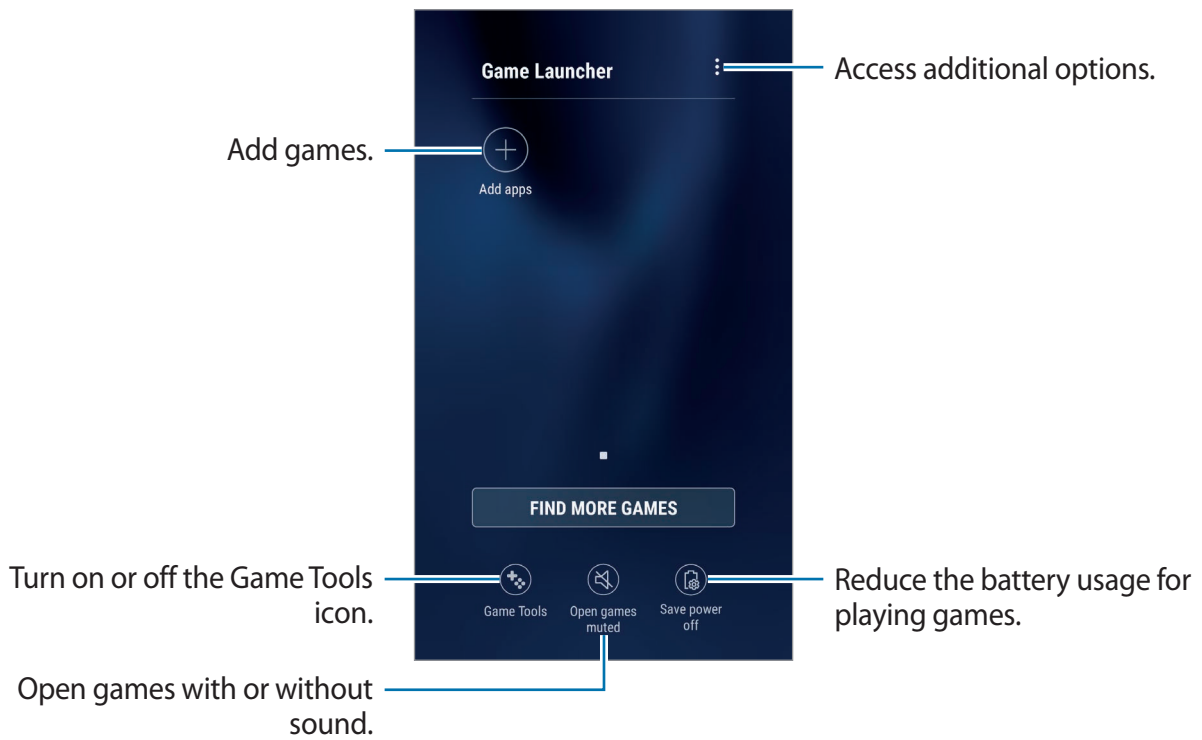 Game Launcher
Access additional options.
Add games.
Add apps
FIND MORE GAMES
Turn on or off the Game Tools
icon.
Game Tools
Open games
muted
Save power
off
Reduce the battery usage for
playing games.
Open games with or without
sound.